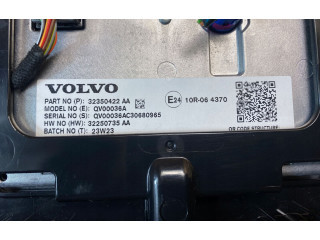 VOLVO
PART NO (P): 32350422 AA
MODEL NO (E): QV00036A
SERIAL NO (S): QV00036AC30680965
HW NO (HW): 32250735 AA
BATCH NO (T): 23W23
E24 10R-06 4370
QR CODE STRUCTURE